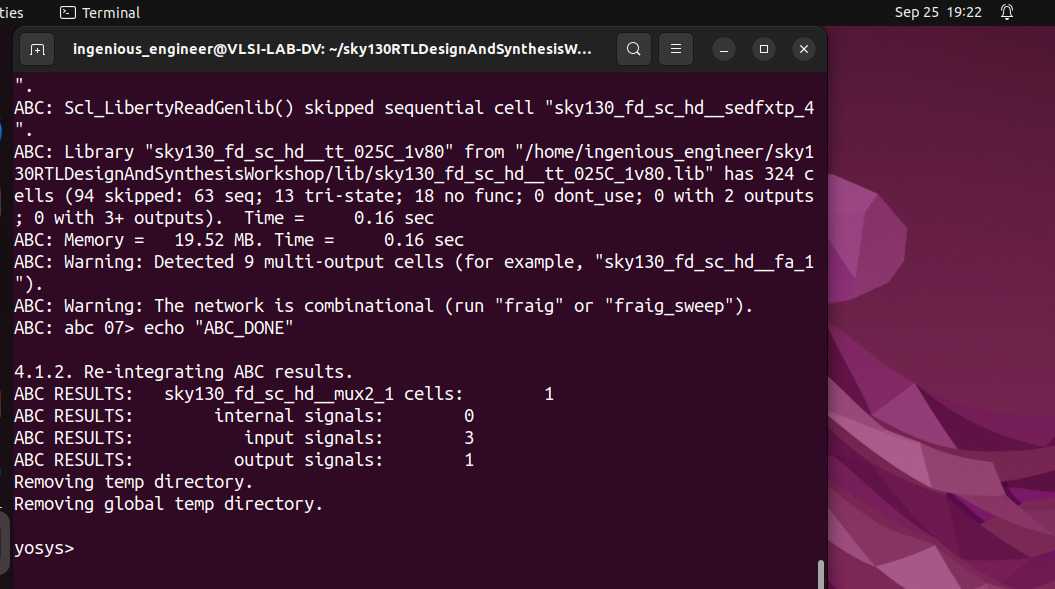 ties
Terminal
Sep 25 19:22
ingenious_engineer@VLSI-LAB-DV: ~/sky130RTLDesignAndSynthesisW...
".
ABC: Scl_LibertyReadGenlib() skipped sequential cell "sky130_fd_sc_hd__sedfxtp_4
".
ABC: Library "sky130_fd_sc_hd__tt_025C_1v80" from "/home/ingenious_engineer/sky1
30RTLDesignAndSynthesisWorkshop/lib/sky130_fd_sc_hd__tt_025C_1v80.lib" has 324 c
ells (94 skipped: 63 seq; 13 tri-state; 18 no func; 0 dont_use; 0 with 2 outputs
; 0 with 3+ outputs).  Time =     0.16 sec
ABC: Memory =   19.52 MB. Time =     0.16 sec
ABC: Warning: Detected 9 multi-output cells (for example, "sky130_fd_sc_hd__fa_1
").
ABC: Warning: The network is combinational (run "fraig" or "fraig_sweep").
ABC: abc 07> echo "ABC_DONE"
4.1.2. Re-integrating ABC results.
ABC RESULTS:   sky130_fd_sc_hd__mux2_1 cells:        1
ABC RESULTS:        internal signals:        0
ABC RESULTS:           input signals:        3
ABC RESULTS:          output signals:        1
Removing temp directory.
Removing global temp directory.
yosys>